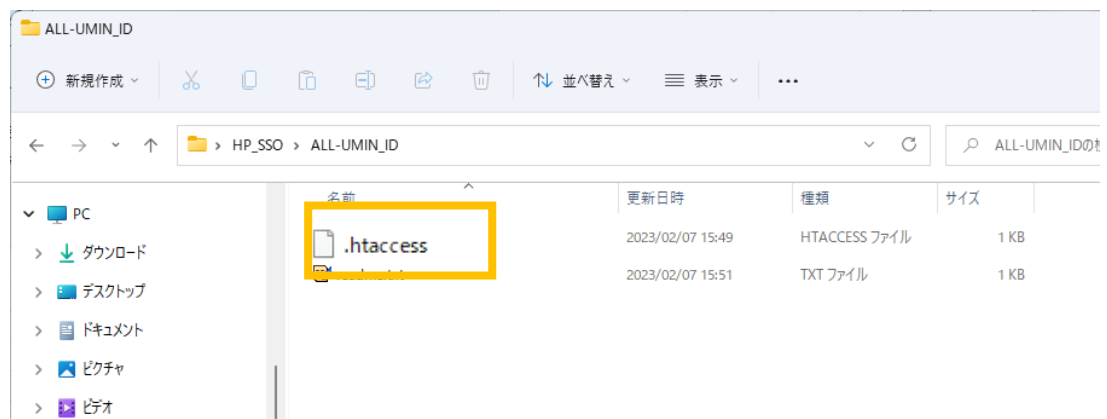 ALL-UMIN_ID
新規作成 並べ替え 表示
HP_SSO ALL-UMIN_ID ALL-UMIN_IDの
名前 更新日時 種類 サイズ
.htaccess 2023/02/07 15:49 HTACCESS ファイル 1 KB
2023/02/07 15:51 TXT ファイル 1 KB
PC
ダウンロード
デスクトップ
ドキュメント
ピクチャ
ビデオ